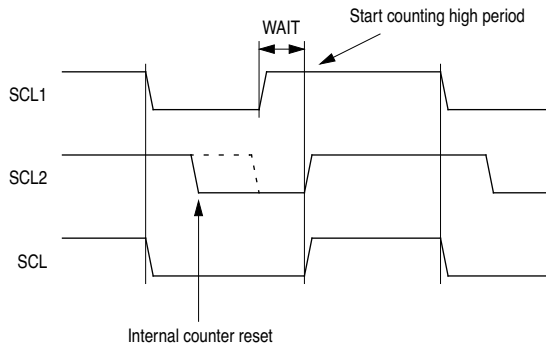 WAIT
Start counting high period
SCL1
SCL2
SCL
Internal counter reset